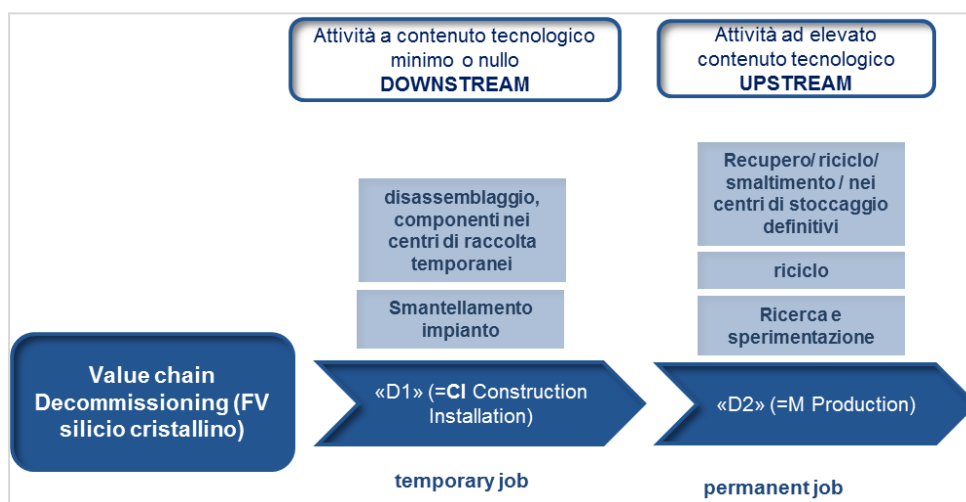 Attività a contenuto tecnologico
minimo o nullo
DOWNSTREAM
Attività ad elevato
contenuto tecnologico
UPSTREAM
disassemblaggio,
componenti nei
centri di raccolta
temporanei
Smantellamento
impianto
Recupero/ riciclo/
smaltimento / nei
centri di stoccaggio
definitivi
riciclo
Ricerca e
sperimentazione
Value chain
Decommissioning (FV
silicio cristallino)
«D1» (=CI Construction
Installation)
«D2» (=M Production)
temporary job
permanent job